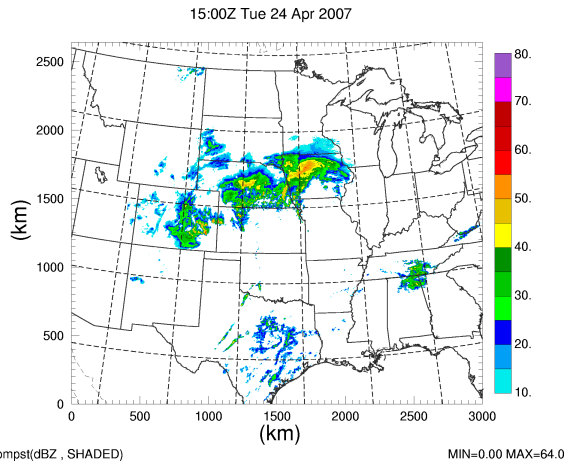 15:00Z Tue 24 Apr 2007
2500
2000
1500
1000
500
0
(km)
0 500 1000 1500 2000 2500 3000
(km)
80.
70.
60.
50.
40.
30.
20.
10.
ompst(dBZ , SHADED) MIN=0.00 MAX=64.0